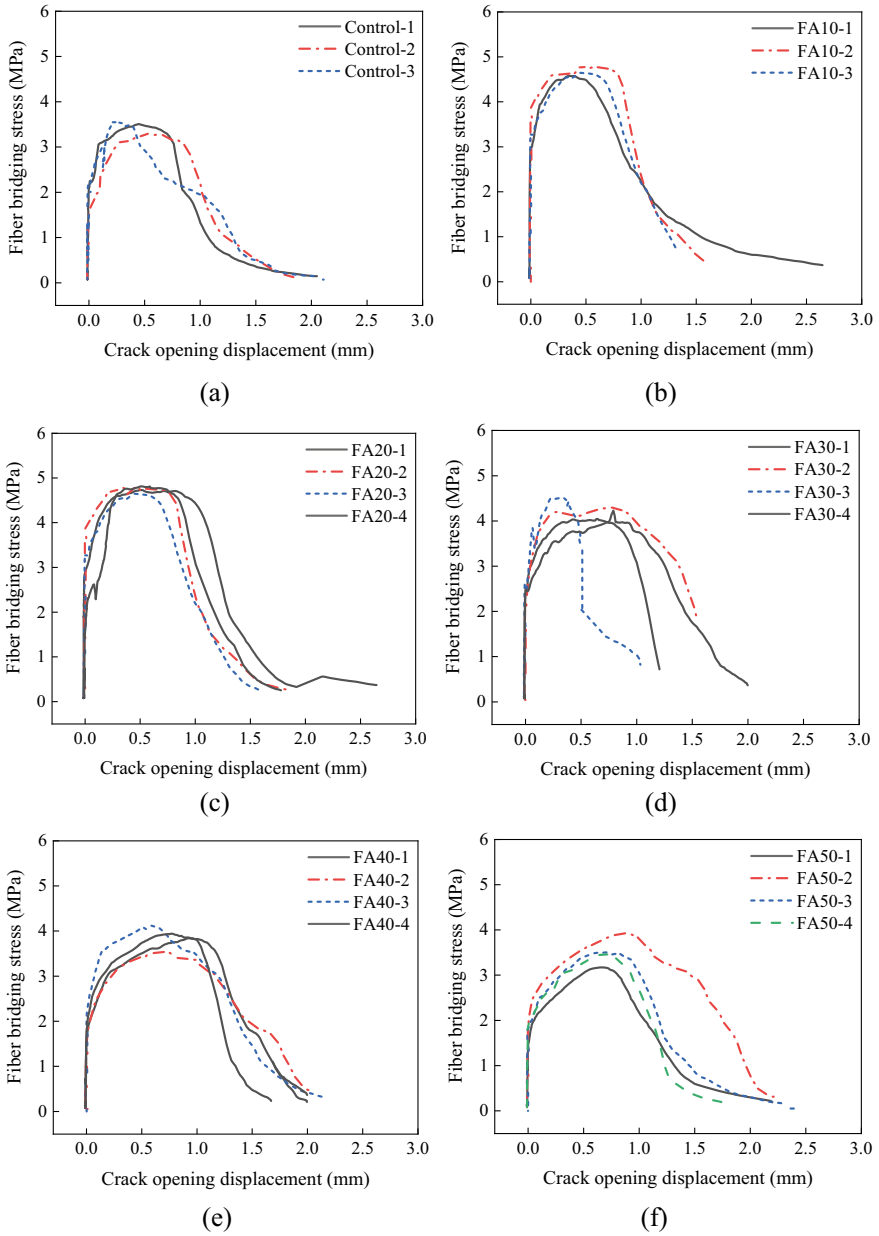 Fiber bridging stress (MPa)
6
5
4
3
2
1
0
Control-1
Control-2
Control-3
0.0 0.5 1.0 1.5 2.0 2.5 3.0
Crack opening displacement (mm)
(a)
Fiber bridging stress (MPa)
6
5
4
3
2
1
0
FA10-1
FA10-2
FA10-3
0.0 0.5 1.0 1.5 2.0 2.5 3.0
Crack opening displacement (mm)
(b)
Fiber bridging stress (MPa)
6
5
4
3
2
1
0
FA20-1
FA20-2
FA20-3
FA20-4
0.0 0.5 1.0 1.5 2.0 2.5 3.0
Crack opening displacement (mm)
(c)
Fiber bridging stress (MPa)
6
5
4
3
2
1
0
FA30-1
FA30-2
FA30-3
FA30-4
0.0 0.5 1.0 1.5 2.0 2.5 3.0
Crack opening displacement (mm)
(d)
Fiber bridging stress (MPa)
6
5
4
3
2
1
0
FA40-1
FA40-2
FA40-3
FA40-4
0.0 0.5 1.0 1.5 2.0 2.5 3.0
Crack opening displacement (mm)
(e)
Fiber bridging stress (MPa)
6
5
4
3
2
1
0
FA50-1
FA50-2
FA50-3
FA50-4
0.0 0.5 1.0 1.5 2.0 2.5 3.0
Crack opening displacement (mm)
(f)